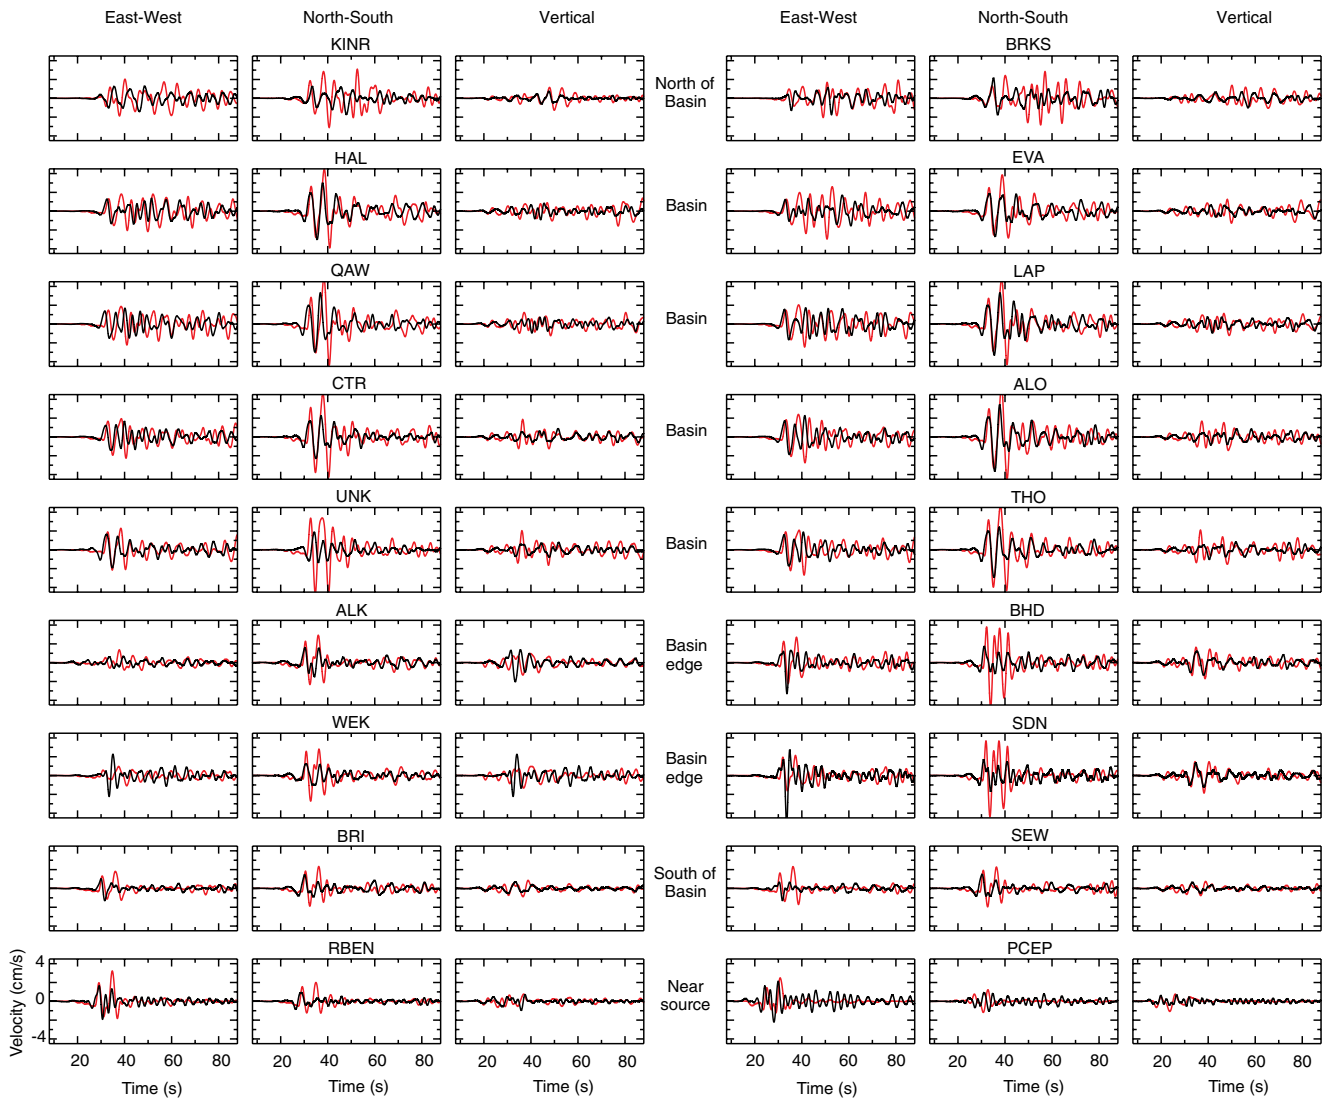 East-West North-South Vertical East-West North-South Vertical
KINR BRKS
North of
Basin
HAL EVA
Basin
QAW LAP
Basin
CTR ALO
Basin
UNK THO
Basin
ALK BHD
Basin
edge
WEK SDN
Basin
edge
BRI SEW
South of
Basin
RBEN PCEP
Near
source
Velocity (cm/s)
4
0
-4
20 40 60 80 20 40 60 80 20 40 60 80 20 40 60 80 20 40 60 80 20 40 60 80
Time (s) Time (s) Time (s) Time (s) Time (s) Time (s)